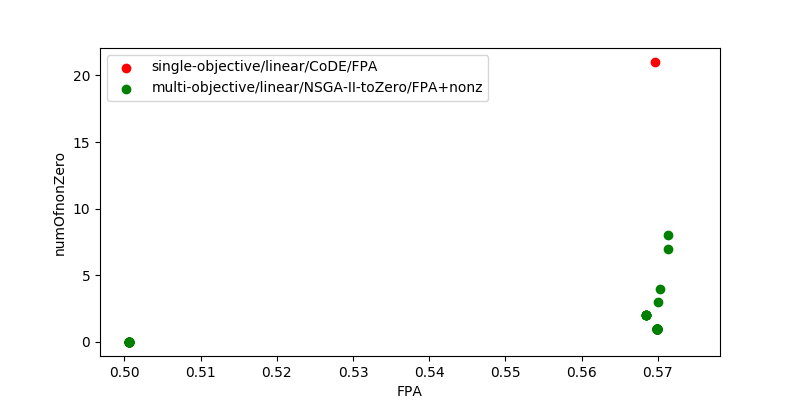 single-objective/linear/CoDE/FPA
multi-objective/linear/NSGA-II-toZero/FPA+nonz
20
15
10
5
0
numOfnonZero
0.50 0.51 0.52 0.53 0.54 0.55 0.56 0.57
FPA